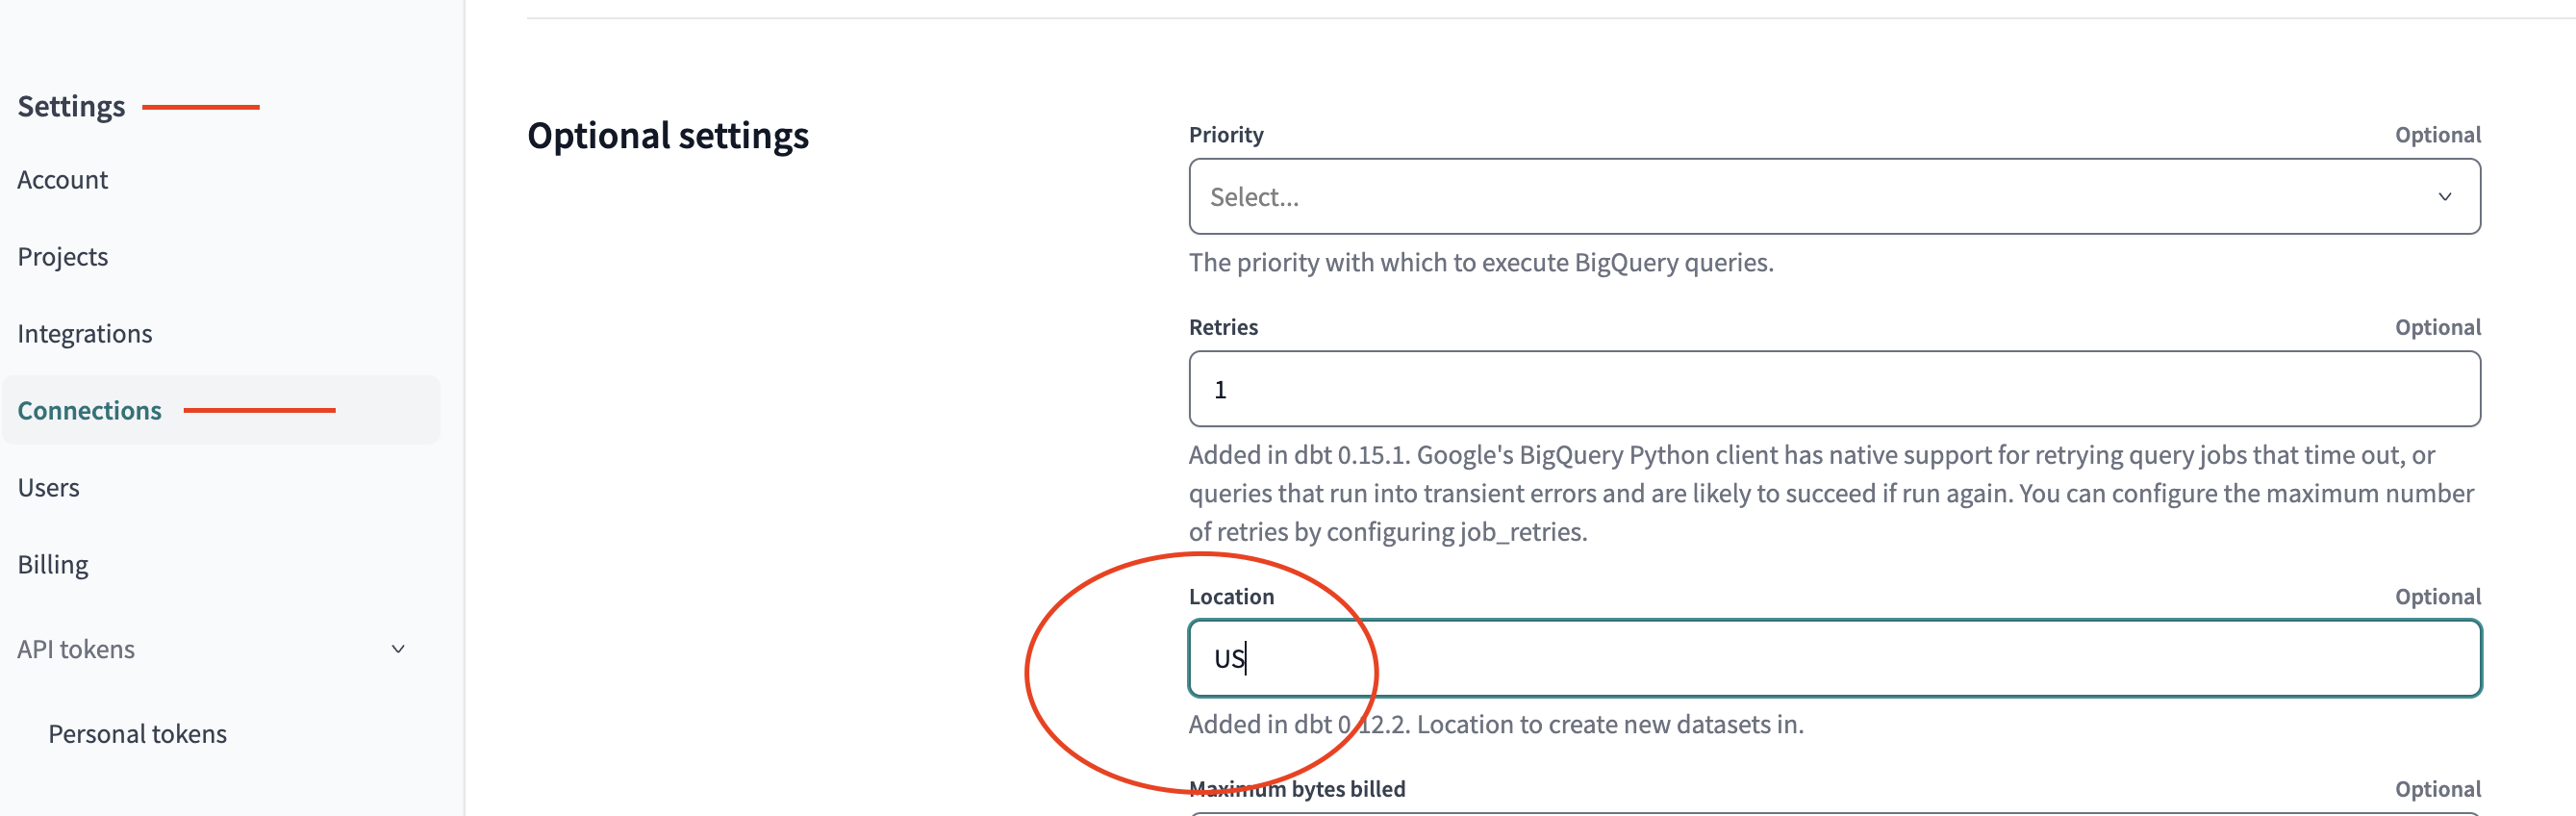 Settings
Account
Projects
Integrations
Connections
Users
Billing
API tokens
Personal tokens
Optional settings
Priority
Optional
Select...
The priority with which to execute BigQuery queries.
Retries
Optional
1
Added in dbt 0.15.1. Google's BigQuery Python client has native support for retrying query jobs that time out, or
queries that run into transient errors and are likely to succeed if run again. You can configure the maximum number
of retries by configuring job_retries.
Location
Optional
US
Added in dbt 0.12.2. Location to create new datasets in.
Maximum bytes billed
Optional